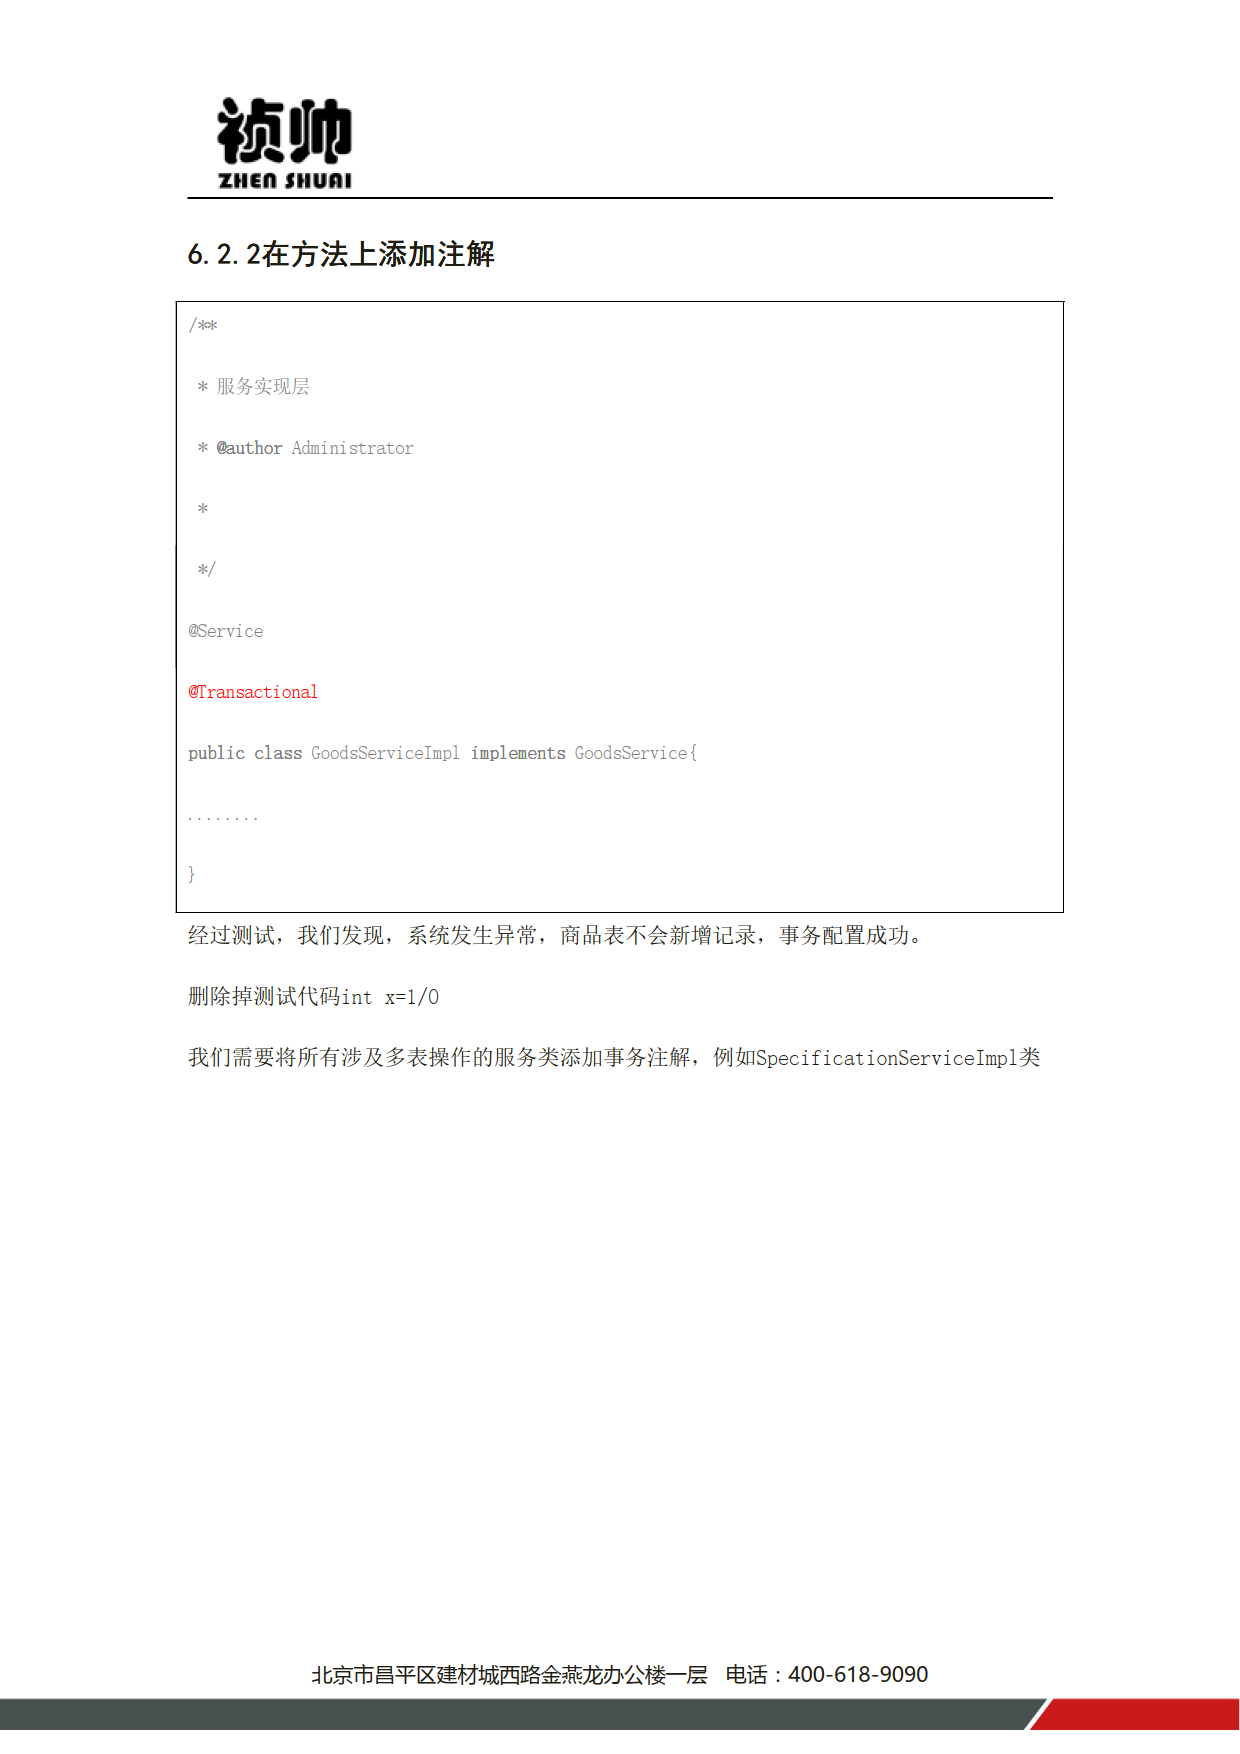 祯帅
ZHEN SHUAI
6.2.2在方法上添加注解
/**
 * 服务实现层
 * @author Administrator
 *
 */
@Service
@Transactional
public class GoodsServiceImpl implements GoodsService{
........
}
经过测试，我们发现，系统发生异常，商品表不会新增记录，事务配置成功。
删除掉测试代码int x=1/0
我们需要将所有涉及多表操作的服务类添加事务注解，例如SpecificationServiceImpl类
北京市昌平区建材城西路金燕龙办公楼一层 电话：400-618-9090